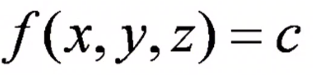 f(x, y, z) = c